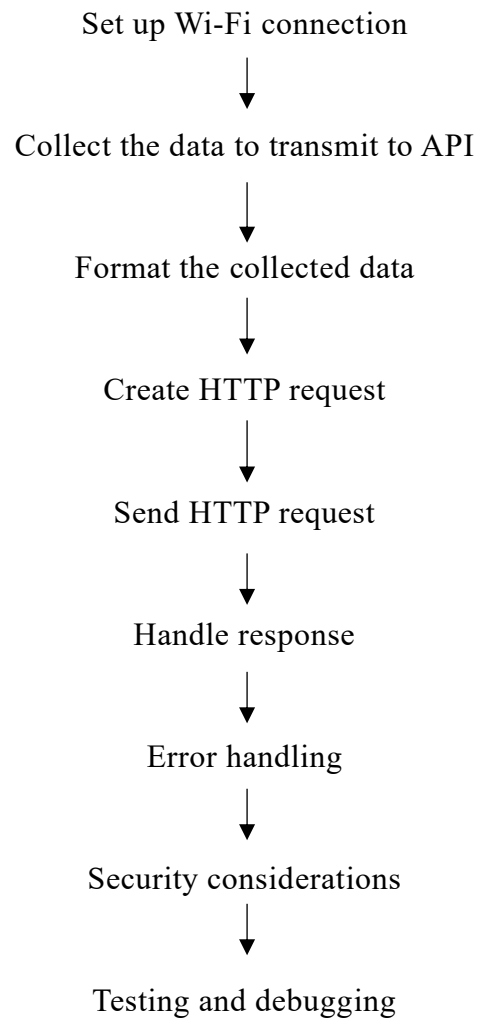 Set up Wi-Fi connection
Collect the data to transmit to API
Format the collected data
Create HTTP request
Send HTTP request
Handle response
Error handling
Security considerations
Testing and debugging